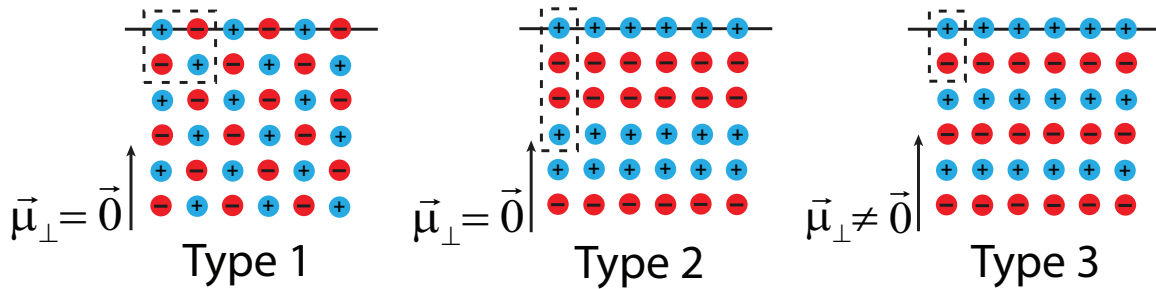 + − + − + −
− + − + − +
+ − + − + −
− + − + − +
+ − + − + −
− + − + − +
μ⃗⊥ = 0⃗
Type 1
+ + + + + +
− − − − − −
− − − − − −
+ + + + + +
+ + + + + +
− − − − − −
μ⃗⊥ = 0⃗
Type 2
+ + + + + +
− − − − − −
+ + + + + +
− − − − − −
+ + + + + +
− − − − − −
μ⃗⊥ ≠ 0⃗
Type 3